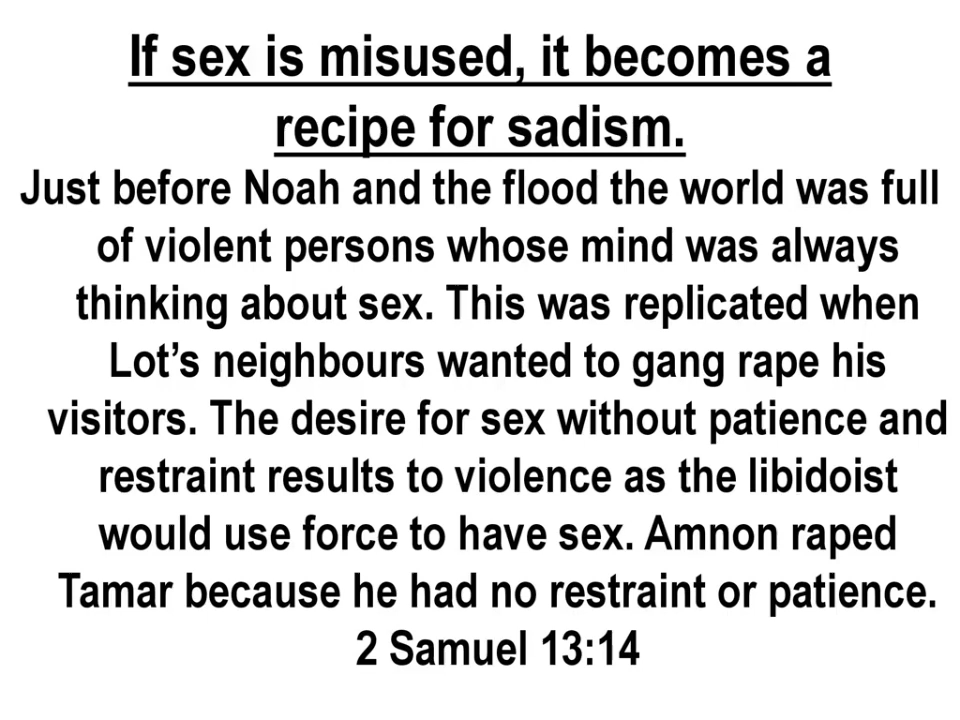 If sex is misused, it becomes a
recipe for sadism.
Just before Noah and the flood the world was full
of violent persons whose mind was always
thinking about sex. This was replicated when
Lot’s neighbours wanted to gang rape his
visitors. The desire for sex without patience and
restraint results to violence as the libidoist
would use force to have sex. Amnon raped
Tamar because he had no restraint or patience.
2 Samuel 13:14